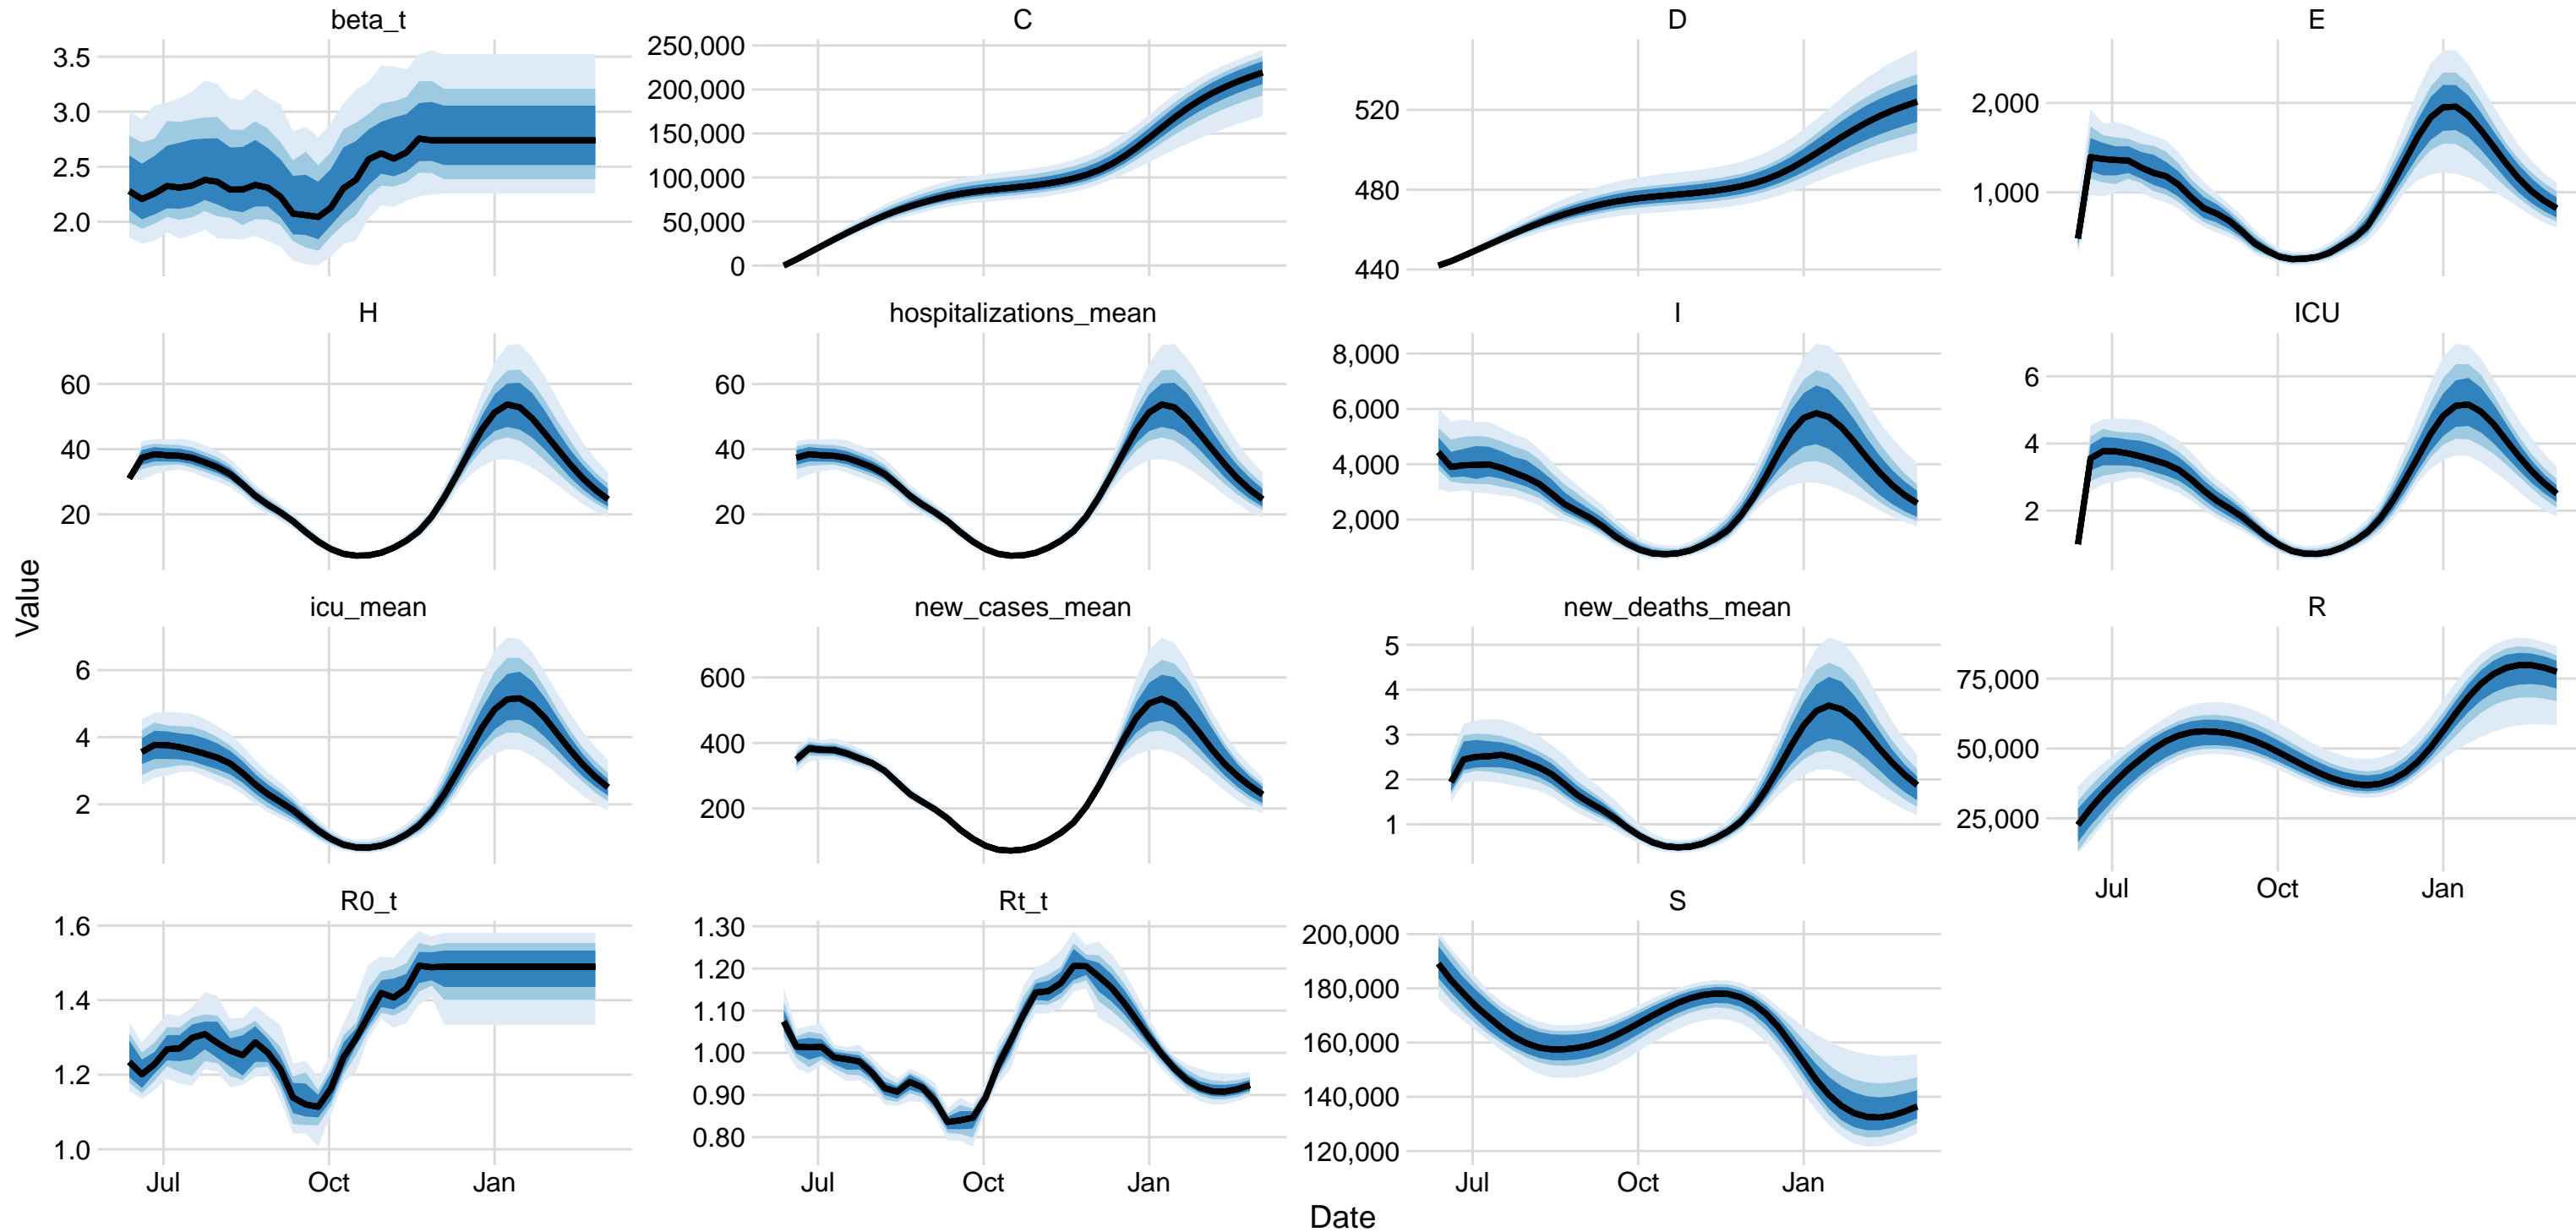 beta_t
C
D
E
3.5
3.0
2.5
2.0
250,000
200,000
150,000
100,000
50,000
0
520
480
440
2,000
1,000
H
hospitalizations_mean
I
ICU
60
40
20
60
40
20
8,000
6,000
4,000
2,000
6
4
2
Value
icu_mean
new_cases_mean
new_deaths_mean
R
6
4
2
600
400
200
5
4
3
2
1
75,000
50,000
25,000
Jul Oct Jan
R0_t
Rt_t
S
1.6
1.4
1.2
1.0
1.30
1.20
1.10
1.00
0.90
0.80
200,000
180,000
160,000
140,000
120,000
Jul Oct Jan
Jul Oct Jan
Jul Oct Jan
Date